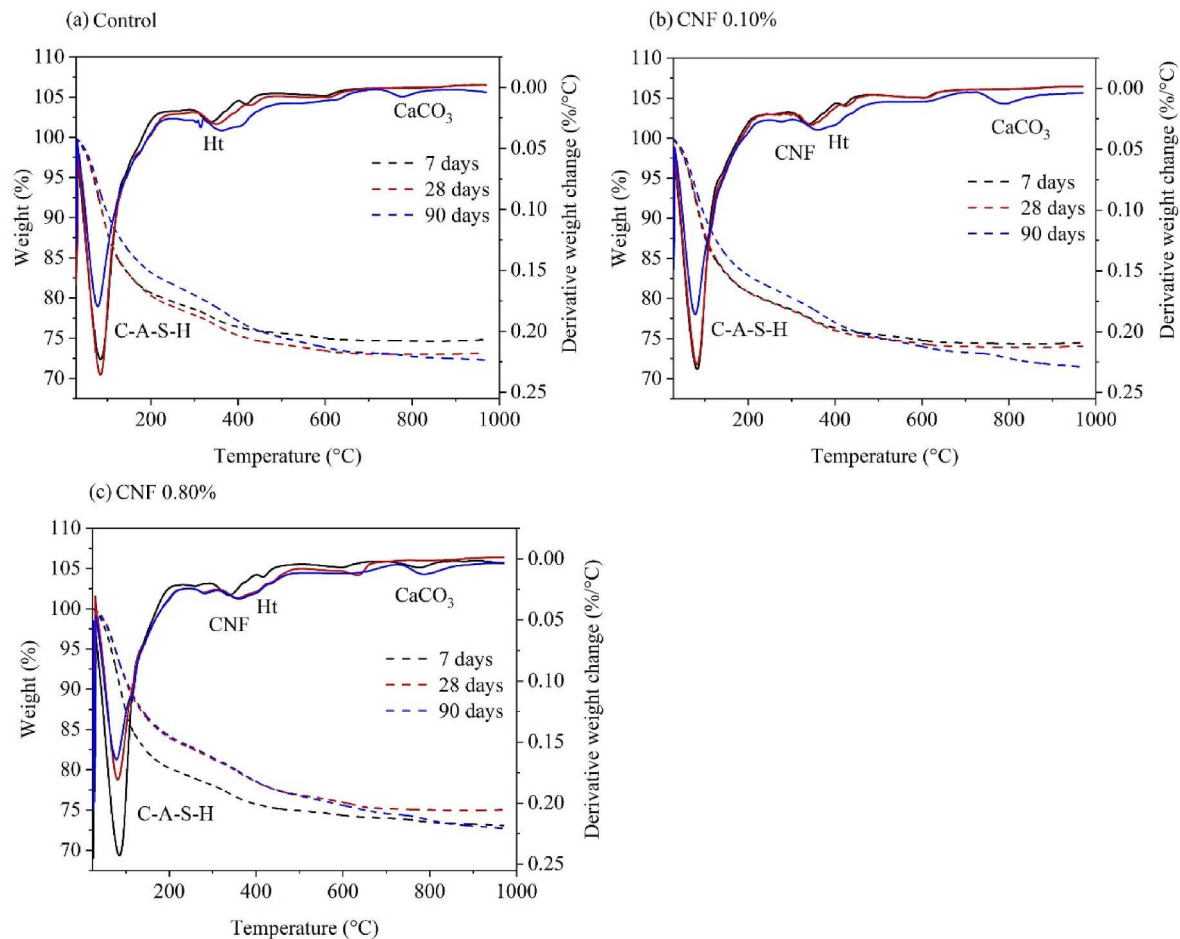 (a) Control
110
105
100
95
90
85
80
75
70
Weight (%)
0.00
0.05
0.10
0.15
0.20
0.25
Derivative weight change (%/°C)
CaCO₃
Ht
7 days
28 days
90 days
C-A-S-H
200
400
600
800
1000
Temperature (°C)
(b) CNF 0.10%
110
105
100
95
90
85
80
75
70
Weight (%)
0.00
0.05
0.10
0.15
0.20
0.25
Derivative weight change (%/°C)
CaCO₃
CNF
Ht
7 days
28 days
90 days
C-A-S-H
200
400
600
800
1000
Temperature (°C)
(c) CNF 0.80%
110
105
100
95
90
85
80
75
70
Weight (%)
0.00
0.05
0.10
0.15
0.20
0.25
Derivative weight change (%/°C)
CaCO₃
Ht
CNF
7 days
28 days
90 days
C-A-S-H
200
400
600
800
1000
Temperature (°C)